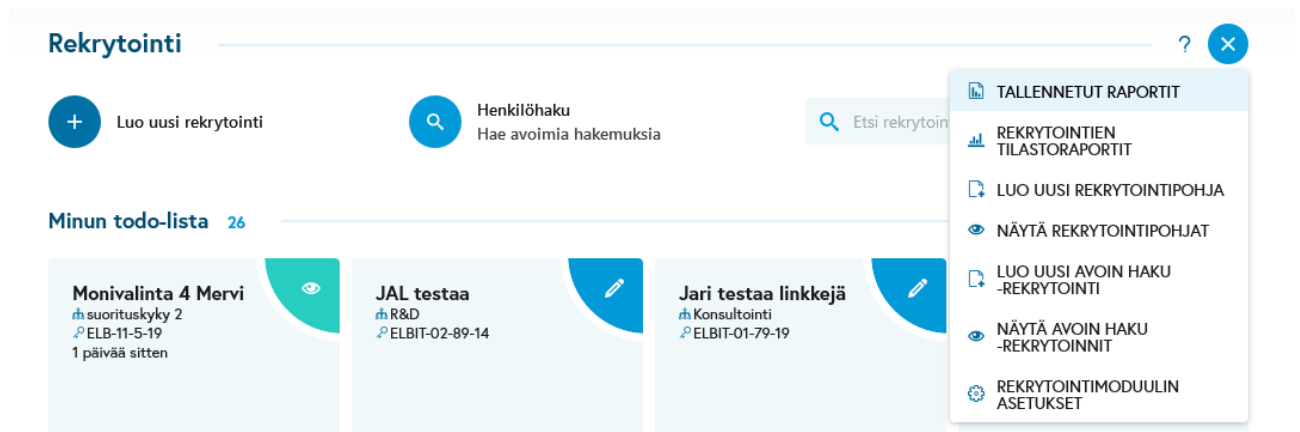 Rekrytointi
?
Luo uusi rekrytointi
Henkilöhaku
Hae avoimia hakemuksia
Etsi rekrytoin
TALLENNETUT RAPORTIT
REKRYTOINTIEN
TILASTORAPORTIT
LUO UUSI REKRYTOINTIPOHJA
NÄYTÄ REKRYTOINTIPOHJAT
LUO UUSI AVOIN HAKU
-REKRYTOINTI
NÄYTÄ AVOIN HAKU
-REKRYTOINNIT
REKRYTOINTIMODUULIN
ASETUKSET
Minun todo-lista 26
Monivalinta 4 Mervi
suorituskyky 2
ELB-11-5-19
1 päivää sitten
JAL testaa
R&D
ELBIT-02-89-14
Jari testaa linkkejä
Konsultointi
ELBIT-01-79-19